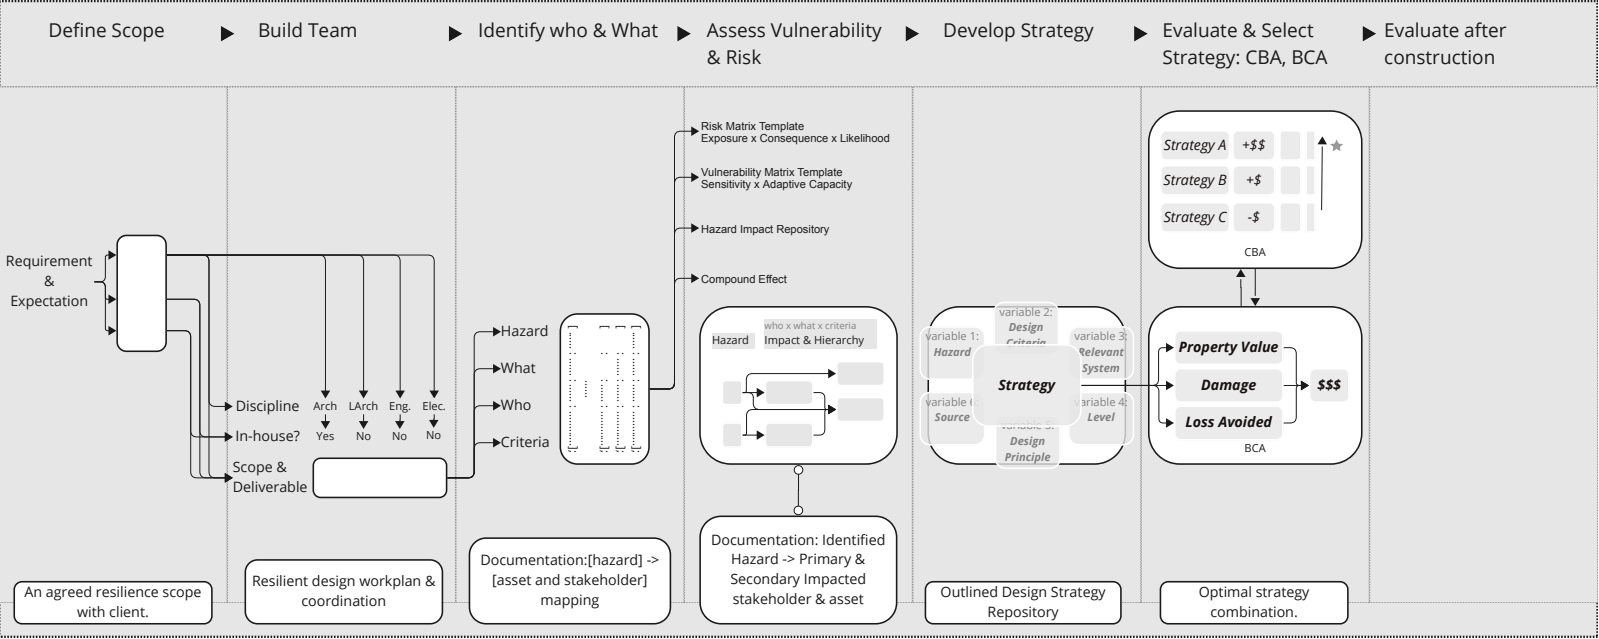 Define Scope
Build Team
Identify who & What
Assess Vulnerability
& Risk
Develop Strategy
Evaluate & Select
Strategy: CBA, BCA
Evaluate after
construction
Requirement
&
Expectation
Discipline
In-house?
Scope &
Deliverable
Arch
LArch
Eng.
Elec.
Yes
No
No
No
Hazard
What
Who
Criteria
Risk Matrix Template
Exposure x Consequence x Likelihood
Vulnerability Matrix Template
Sensitivity x Adaptive Capacity
Hazard Impact Repository
Compound Effect
Hazard
who x what x criteria
Impact & Hierarchy
variable 1:
Hazard
variable 2:
Design
Criteria
variable 3:
Relevant
System
Strategy
variable 6:
Source
variable 5:
Design
Principle
variable 4:
Level
Strategy A
+$$
Strategy B
+$
Strategy C
-$
CBA
Property Value
Damage
Loss Avoided
$$$
BCA
An agreed resilience scope
with client.
Resilient design workplan &
coordination
Documentation:[hazard] ->
[asset and stakeholder]
mapping
Documentation: Identified
Hazard -> Primary &
Secondary Impacted
stakeholder & asset
Outlined Design Strategy
Repository
Optimal strategy
combination.